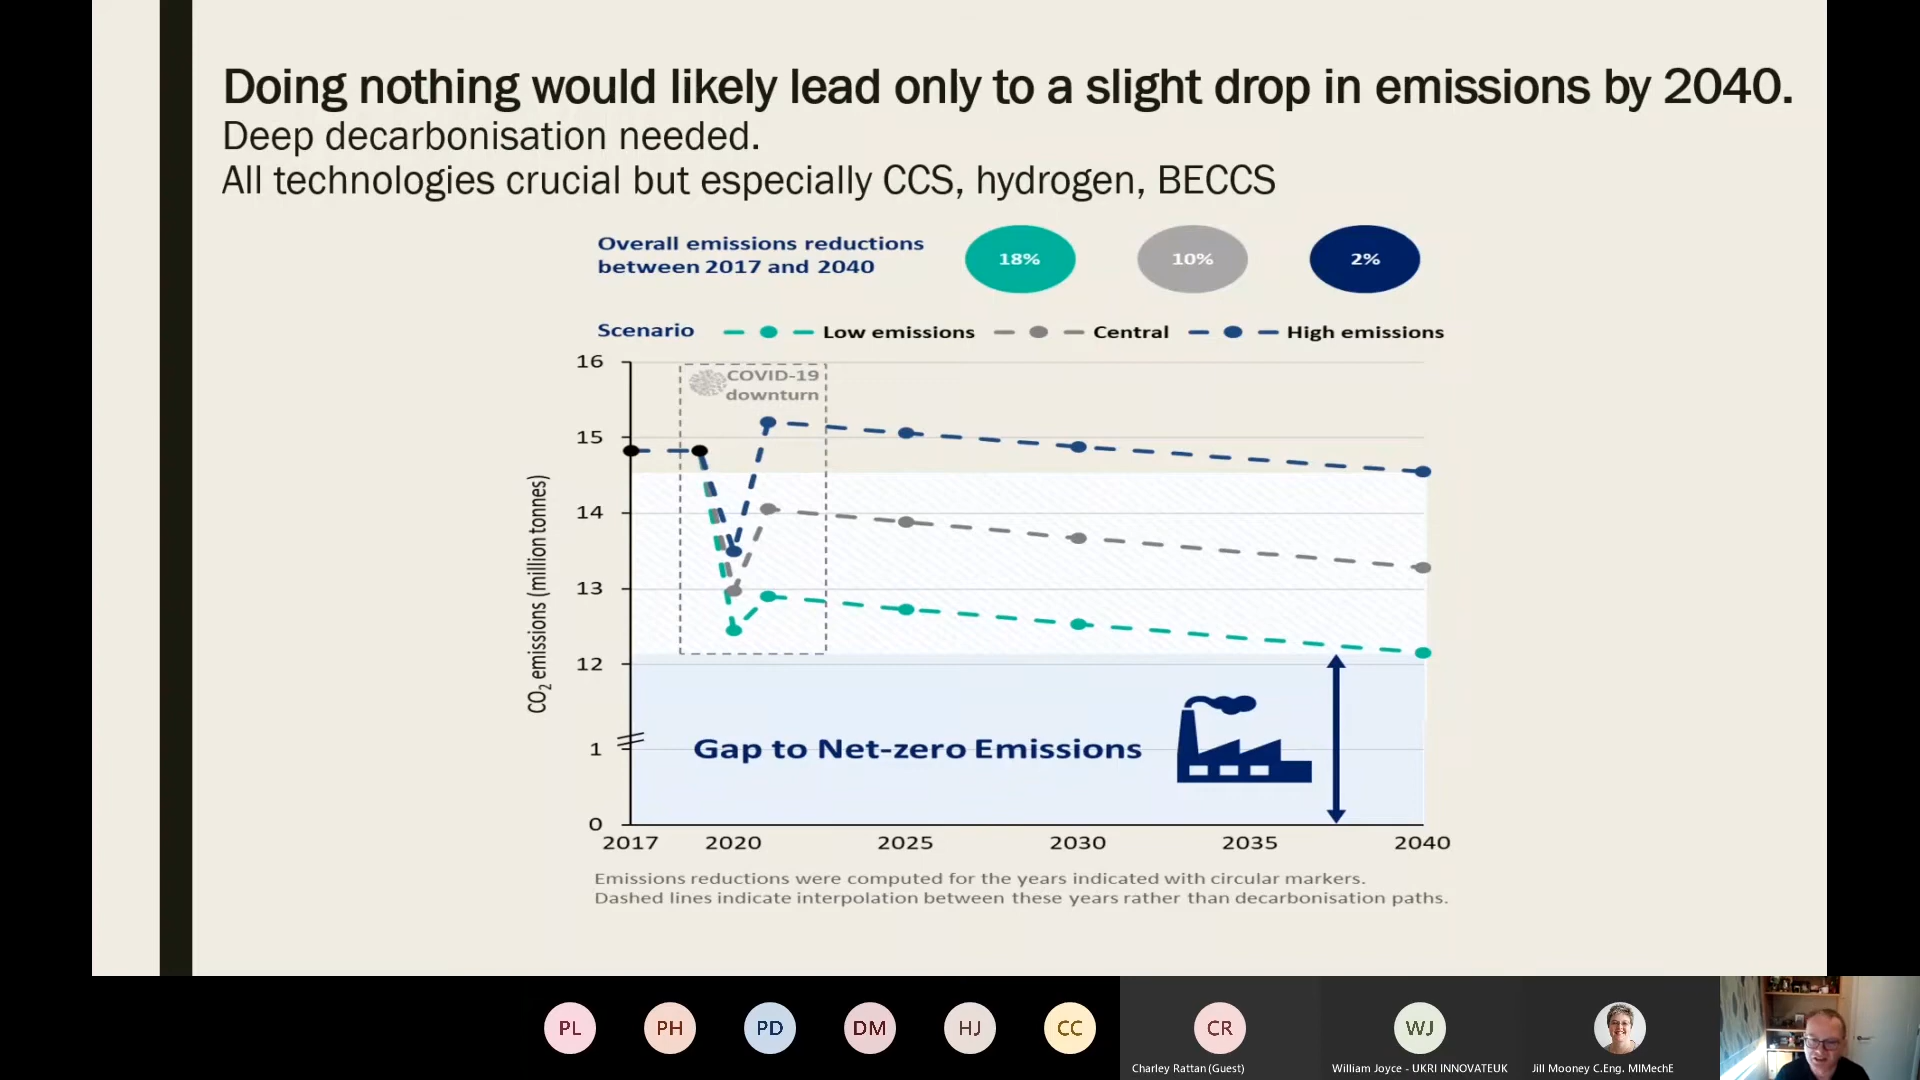 Doing nothing would likely lead only to a slight drop in emissions by 2040.
Deep decarbonisation needed.
All technologies crucial but especially CCS, hydrogen, BECCS
Overall emissions reductions
between 2017 and 2040
18%
10%
2%
Scenario
Low emissions
Central
High emissions
COVID-19
downturn
CO2 emissions (million tonnes)
16
15
14
13
12
1
0
Gap to Net-zero Emissions
2017
2020
2025
2030
2035
2040
Emissions reductions were computed for the years indicated with circular markers.
Dashed lines indicate interpolation between these years rather than decarbonisation paths.
PL
PH
PD
DM
HJ
CC
CR
WJ
Charley Rattan (Guest)
William Joyce - UKRI INNOVATEUK
Jill Mooney C.Eng. MIMechE